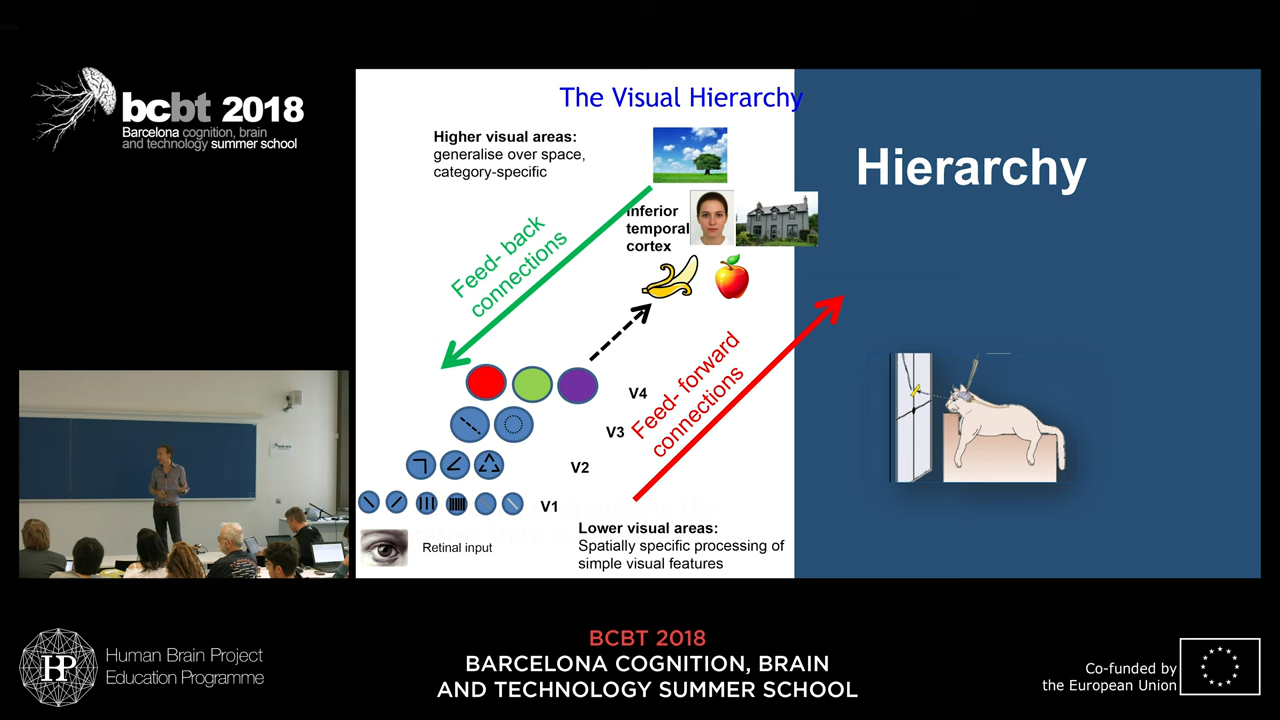 bcbt 2018
Barcelona cognition, brain
and technology summer school
The Visual Hierarchy
Higher visual areas:
generalise over space,
category-specific
Hierarchy
Inferior
temporal
cortex
Feed- back
connections
Feed- forward
connections
V4
V3
V2
V1
Retinal input
Lower visual areas:
Spatially specific processing of
simple visual features
HP
Human Brain Project
Education Programme
BCBT 2018
BARCELONA COGNITION, BRAIN
AND TECHNOLOGY SUMMER SCHOOL
Co-funded by
the European Union